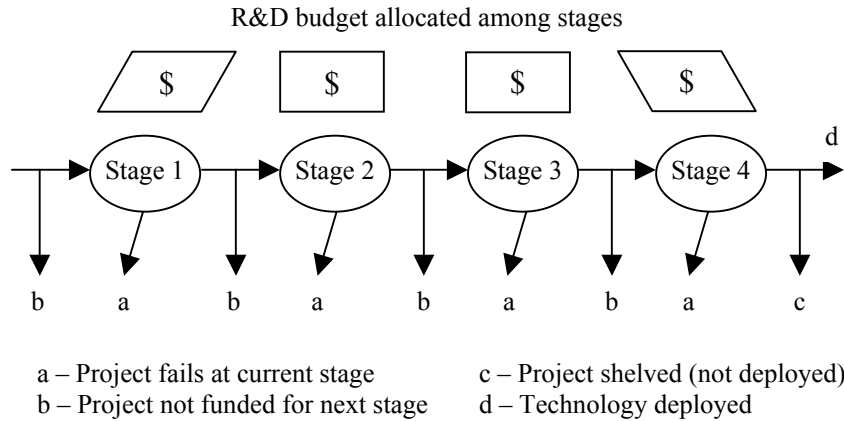 R&D budget allocated among stages
$ $ $ $
d
Stage 1 Stage 2 Stage 3 Stage 4
b a b a b a b a c
a – Project fails at current stage
b – Project not funded for next stage
c – Project shelved (not deployed)
d – Technology deployed